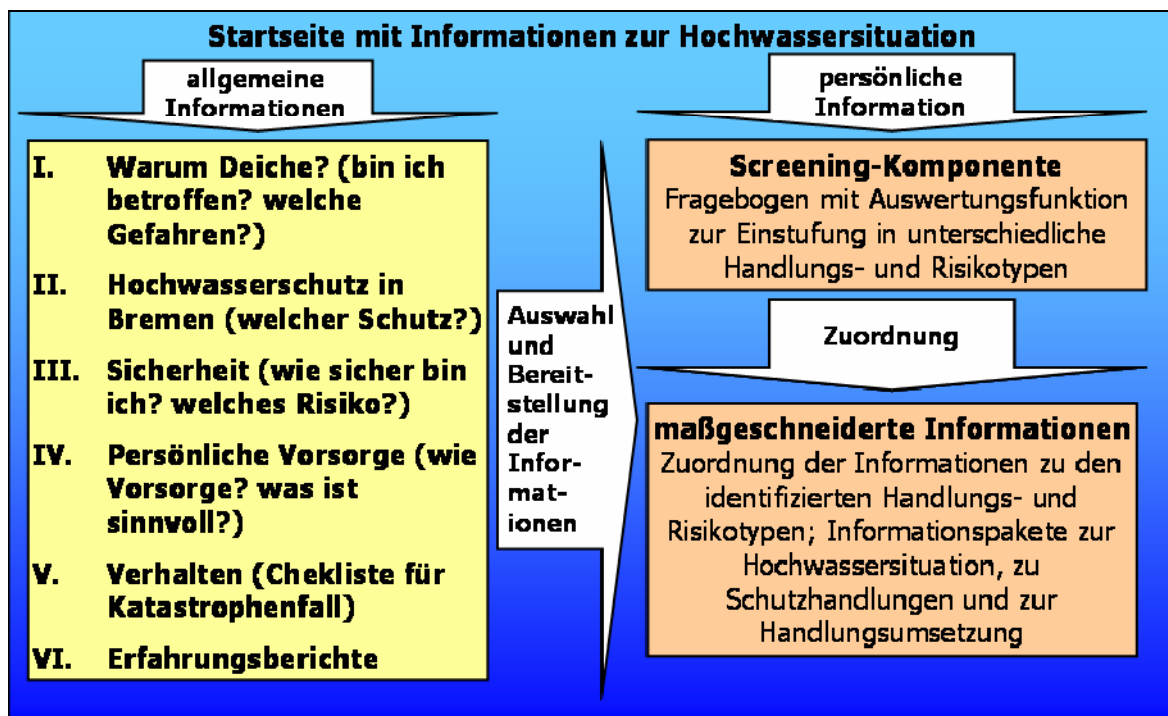 Startseite mit Informationen zur Hochwassersituation
allgemeine
Informationen
I. Warum Deiche? (bin ich
betroffen? welche
Gefahren?)
II. Hochwasserschutz in
Bremen (welcher Schutz?)
III. Sicherheit (wie sicher bin
ich? welches Risiko?)
IV. Persönliche Vorsorge (wie
Vorsorge? was ist
sinnvoll?)
V. Verhalten (Chekliste für
Katastrophenfall)
VI. Erfahrungsberichte
Auswahl
und
Bereit-
stellung
der
Infor-
mat-
ionen
persönliche
Information
Screening-Komponente
Fragebogen mit Auswertungsfunktion
zur Einstufung in unterschiedliche
Handlungs- und Risikotypen
Zuordnung
maßgeschneiderte Informationen
Zuordnung der Informationen zu den
identifizierten Handlungs- und
Risikotypen; Informationspakete zur
Hochwassersituation, zu
Schutzhandlungen und zur
Handlungsumsetzung